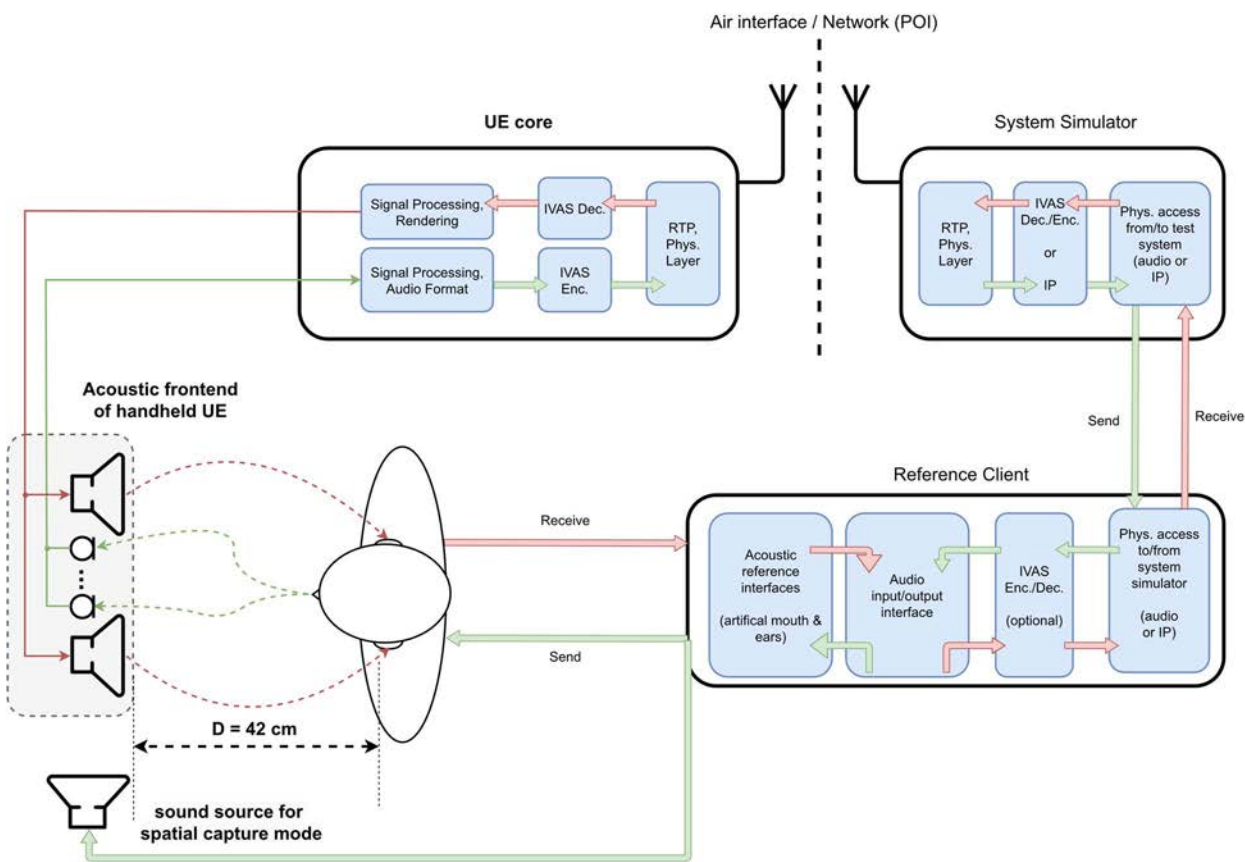 Air interface / Network (POI)
UE core
System Simulator
Signal Processing,
Rendering
IVAS Dec.
RTP,
Phys.
Layer
Signal Processing,
Audio Format
IVAS
Enc.
RTP,
Phys.
Layer
IVAS
Dec./Enc.
or
IP
Phys. access
from/to test
system
(audio or
IP)
Acoustic frontend
of handheld UE
Send
Receive
Reference Client
Receive
Send
Acoustic
reference
interfaces
(artifical mouth &
ears)
Audio
input/output
interface
IVAS
Enc./Dec.
(optional)
Phys. access
to/from
system
simulator
(audio
or IP)
D = 42 cm
sound source for
spatial capture mode